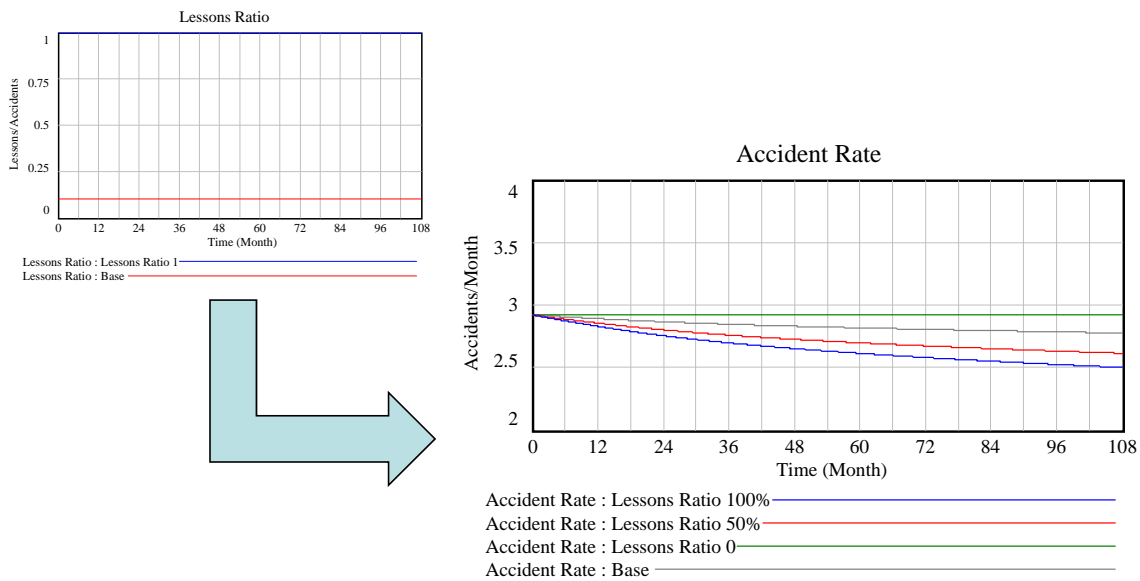 Lessons Ratio
1
0.75
0.5
0.25
0
Lessons/Accidents
0 12 24 36 48 60 72 84 96 108
Time (Month)
Lessons Ratio : Lessons Ratio 1
Lessons Ratio : Base
Accident Rate
4
3.5
3
2.5
2
Accidents/Month
0 12 24 36 48 60 72 84 96 108
Time (Month)
Accident Rate : Lessons Ratio 100%
Accident Rate : Lessons Ratio 50%
Accident Rate : Lessons Ratio 0
Accident Rate : Base